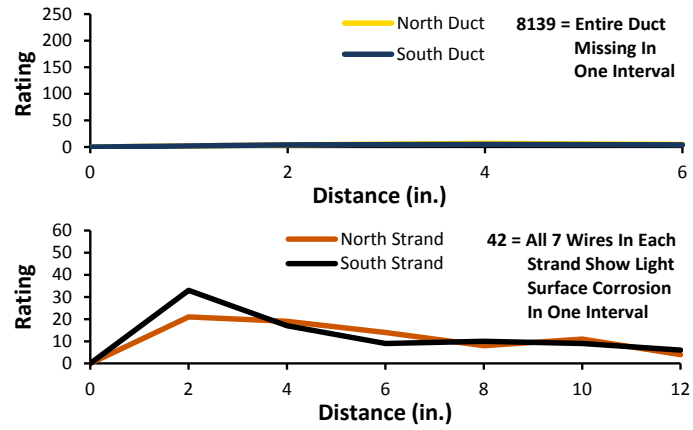 250
200
150
100
50
0
Rating
North Duct
South Duct
8139 = Entire Duct
Missing In
One Interval
0 2 4 6
Distance (in.)
60
50
40
30
20
10
0
Rating
North Strand
South Strand
42 = All 7 Wires In Each
Strand Show Light
Surface Corrosion
In One Interval
0 2 4 6 8 10 12
Distance (in.)